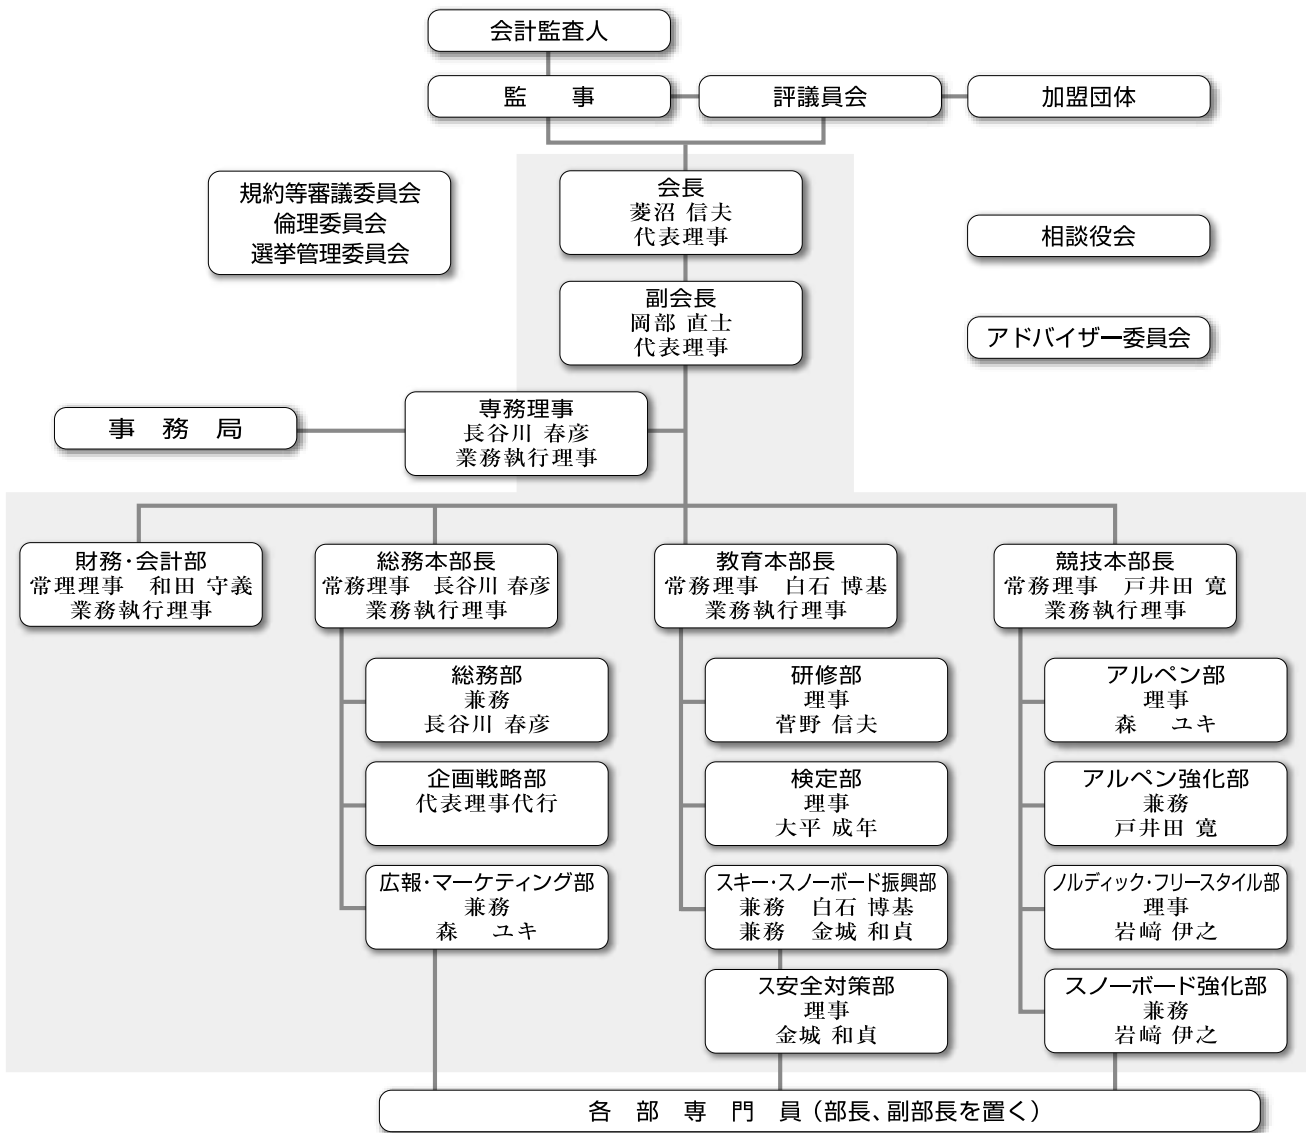 会計監査人
監　事
評議員会
加盟団体
規約等審議委員会
倫理委員会
選挙管理委員会
会長
菱沼 信夫
代表理事
相談役会
副会長
岡部 直士
代表理事
アドバイザー委員会
事　務　局
専務理事
長谷川 春彦
業務執行理事
財務・会計部
常理理事　和田 守義
業務執行理事
総務本部長
常務理事　長谷川 春彦
業務執行理事
教育本部長
常務理事　白石 博基
業務執行理事
競技本部長
常務理事　戸井田 寛
業務執行理事
総務部
兼務
長谷川 春彦
企画戦略部
代表理事代行
広報・マーケティング部
兼務
森　ユキ
研修部
理事
菅野 信夫
検定部
理事
大平 成年
スキー・スノーボード振興部
兼務　白石 博基
兼務　金城 和貞
ス安全対策部
理事
金城 和貞
アルペン部
理事
森　ユキ
アルペン強化部
兼務
戸井田 寛
ノルディック・フリースタイル部
理事
岩﨑 伊之
スノーボード強化部
兼務
岩﨑 伊之
各　部　専　門　員（部長、副部長を置く）